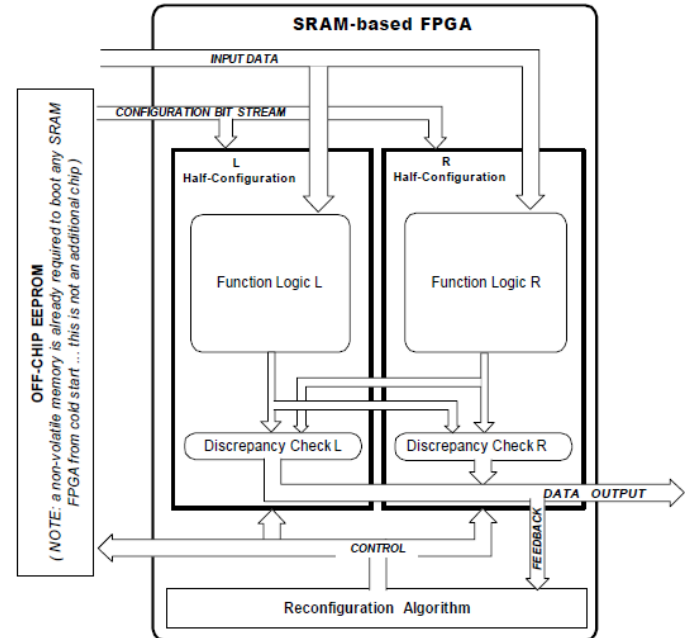 SRAM-based FPGA
INPUT DATA
CONFIGURATION BIT STREAM
OFF-CHIP EEPROM
( NOTE: a non-volatile memory is already required to boot any SRAM
FPGA from cold start ... this is not an additional chip )
L
Half-Configuration
R
Half-Configuration
Function Logic L
Function Logic R
Discrepancy Check L
Discrepancy Check R
DATA OUTPUT
FEEDBACK
CONTROL
Reconfiguration Algorithm